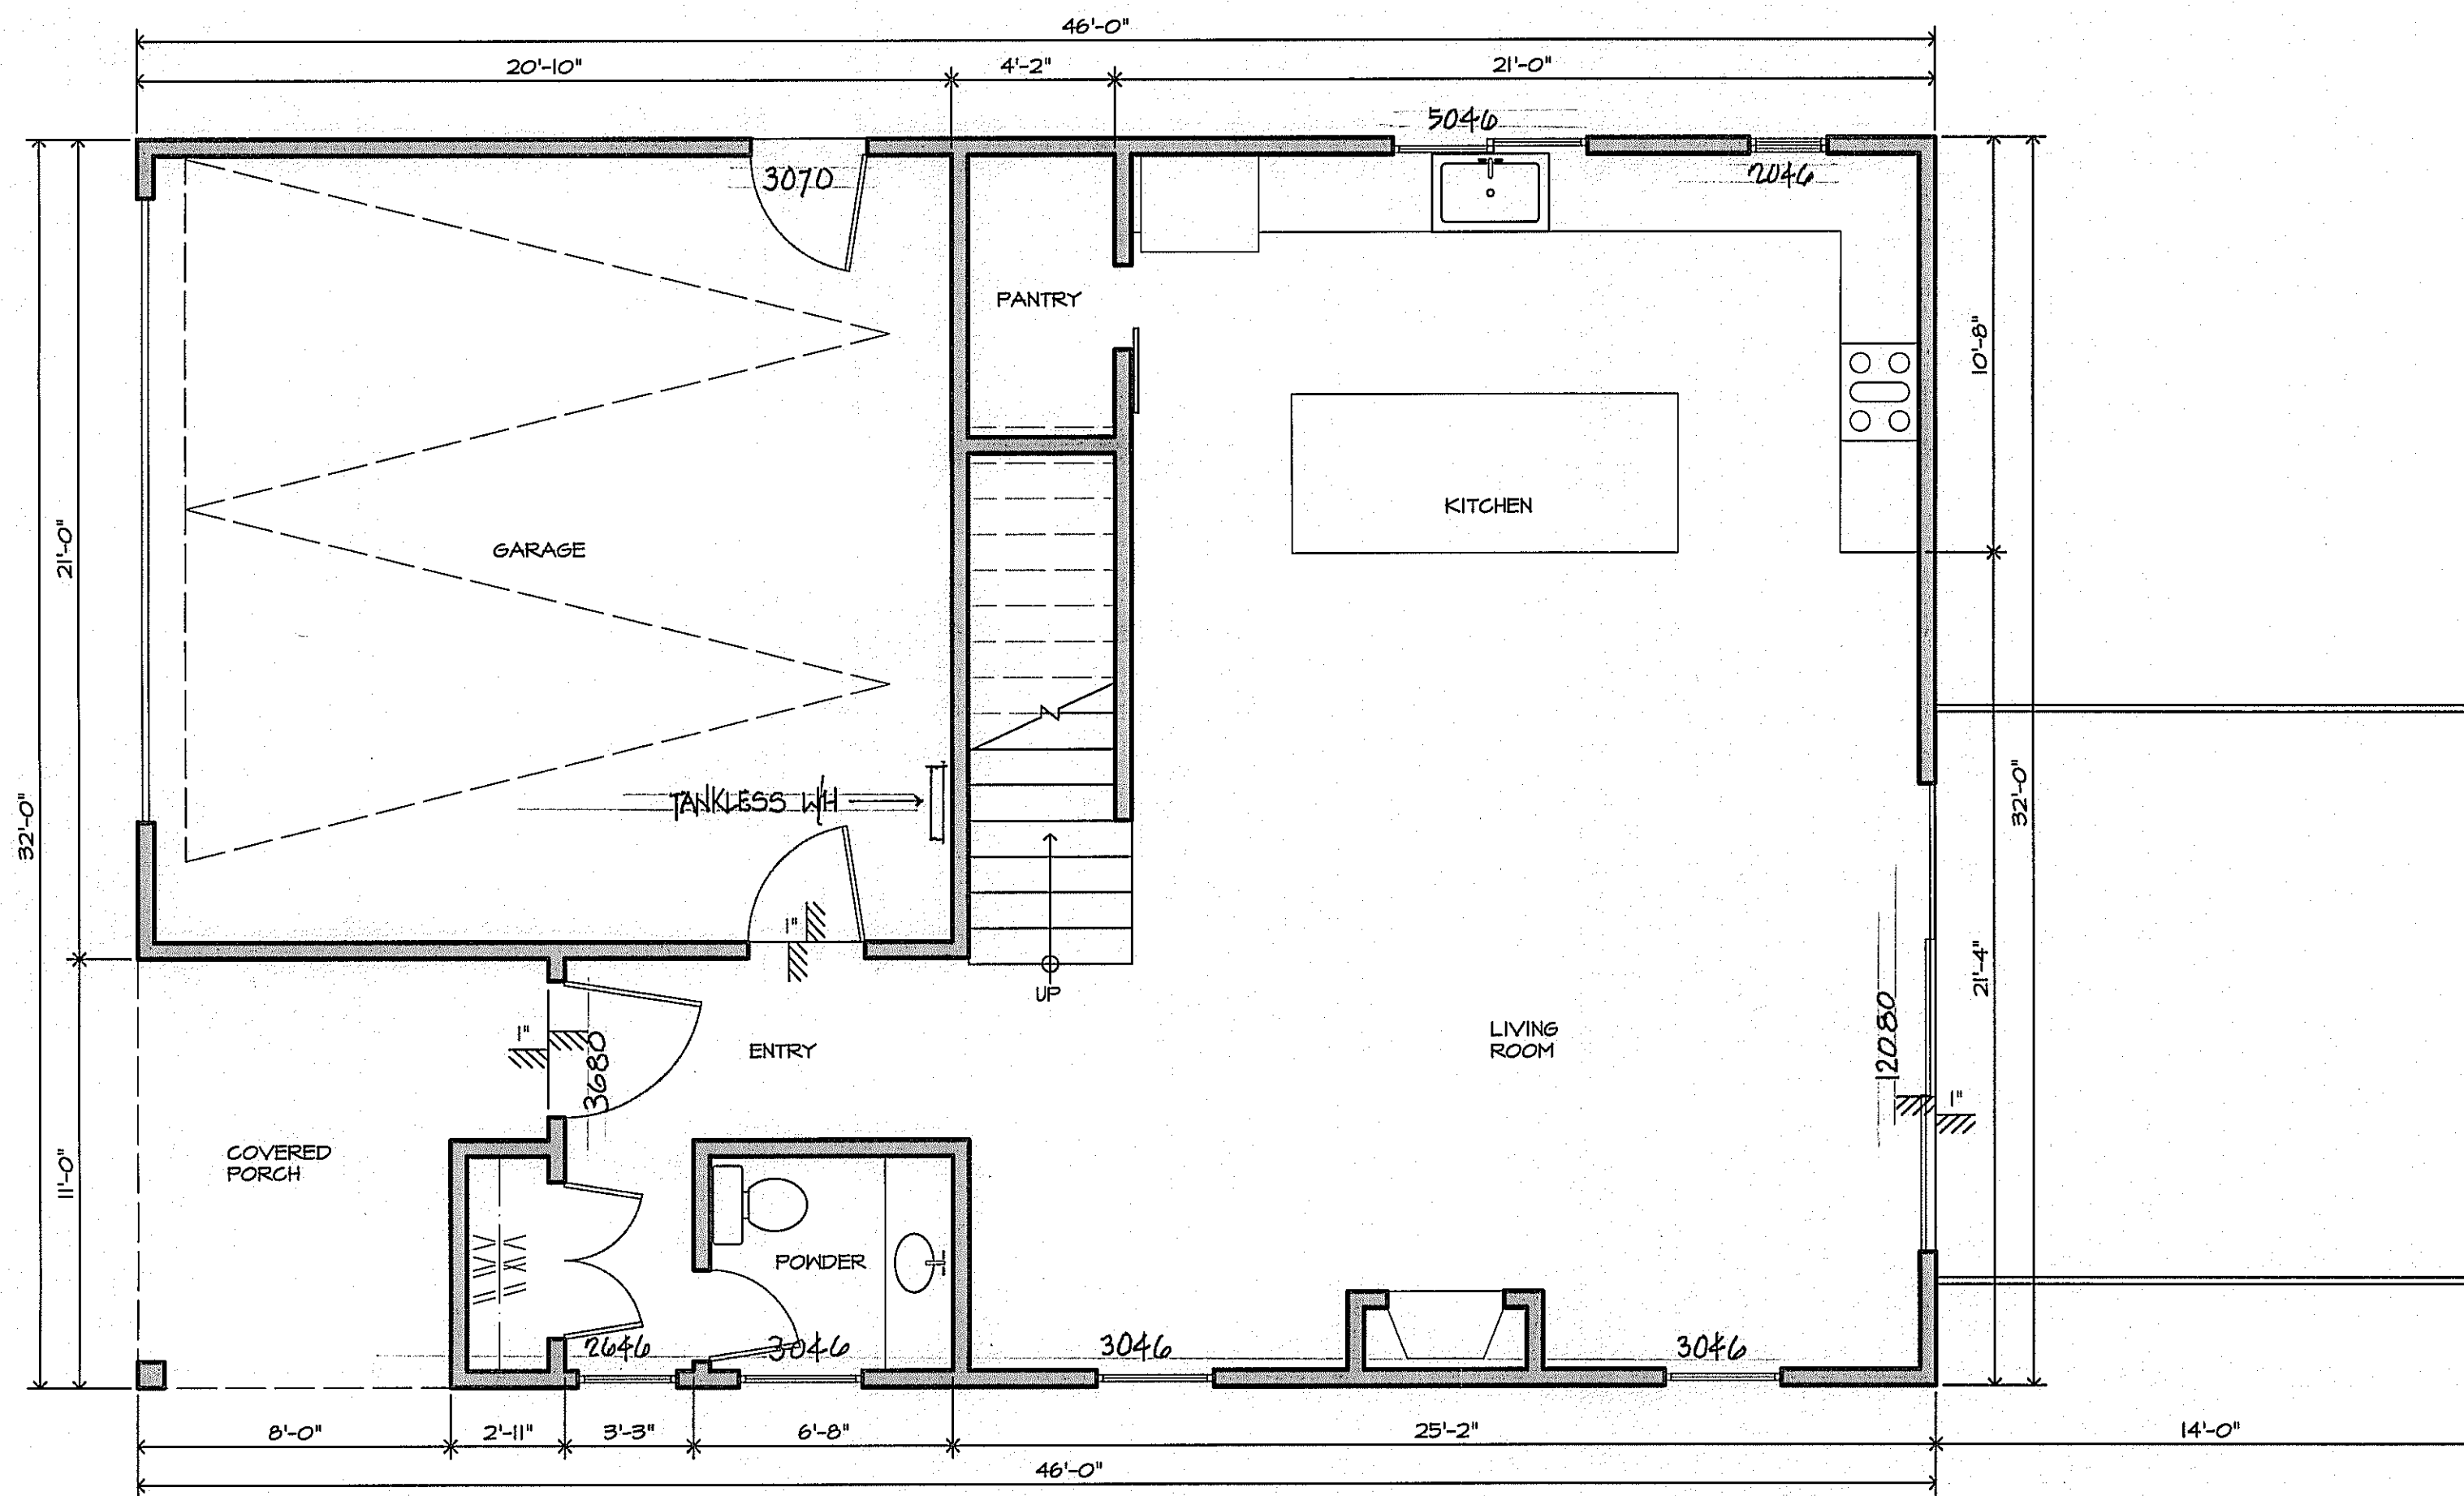 46'-0"
20'-10"
4'-2"
21'-0"
5046
3070
2046
PANTRY
10'-8"
KITCHEN
21'-0"
GARAGE
32'-0"
TANKLESS WH
32'-0"
1"
21'-4"
UP
1"
3680
ENTRY
LIVING
ROOM
12080
1"
COVERED
PORCH
11'-0"
POWDER
2646
3046
3046
3046
8'-0"
2'-11"
3'-3"
6'-8"
25'-2"
14'-0"
46'-0"